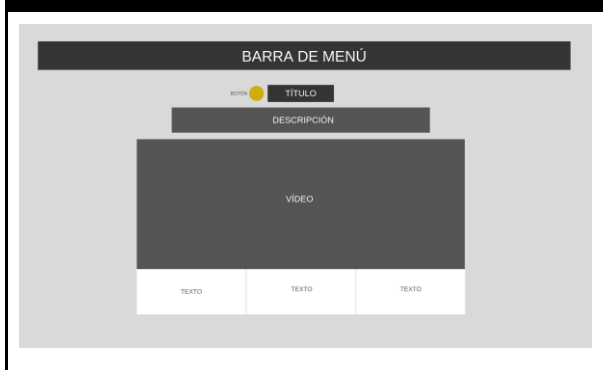 BARRA DE MENÚ
BOTÓN
TÍTULO
DESCRIPCIÓN
VÍDEO
TEXTO
TEXTO
TEXTO